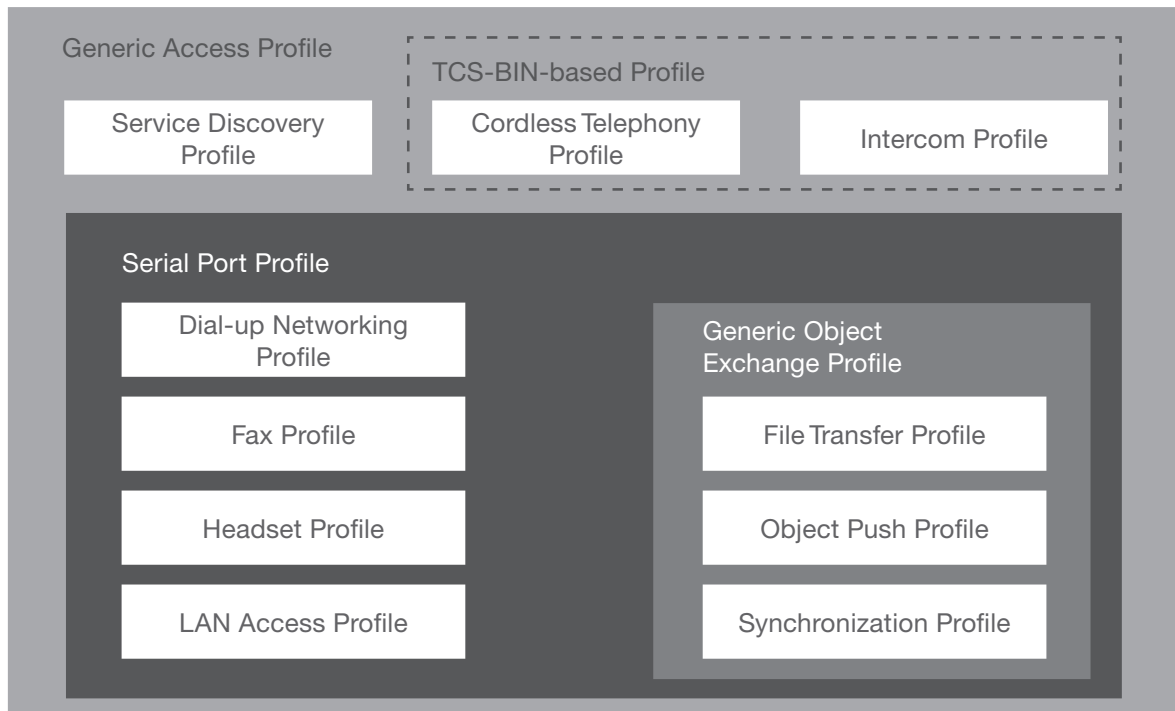 Generic Access Profile
TCS-BIN-based Profile
Service Discovery
Profile
Cordless Telephony
Profile
Intercom Profile
Serial Port Profile
Dial-up Networking
Profile
Fax Profile
Headset Profile
LAN Access Profile
Generic Object
Exchange Profile
File Transfer Profile
Object Push Profile
Synchronization Profile